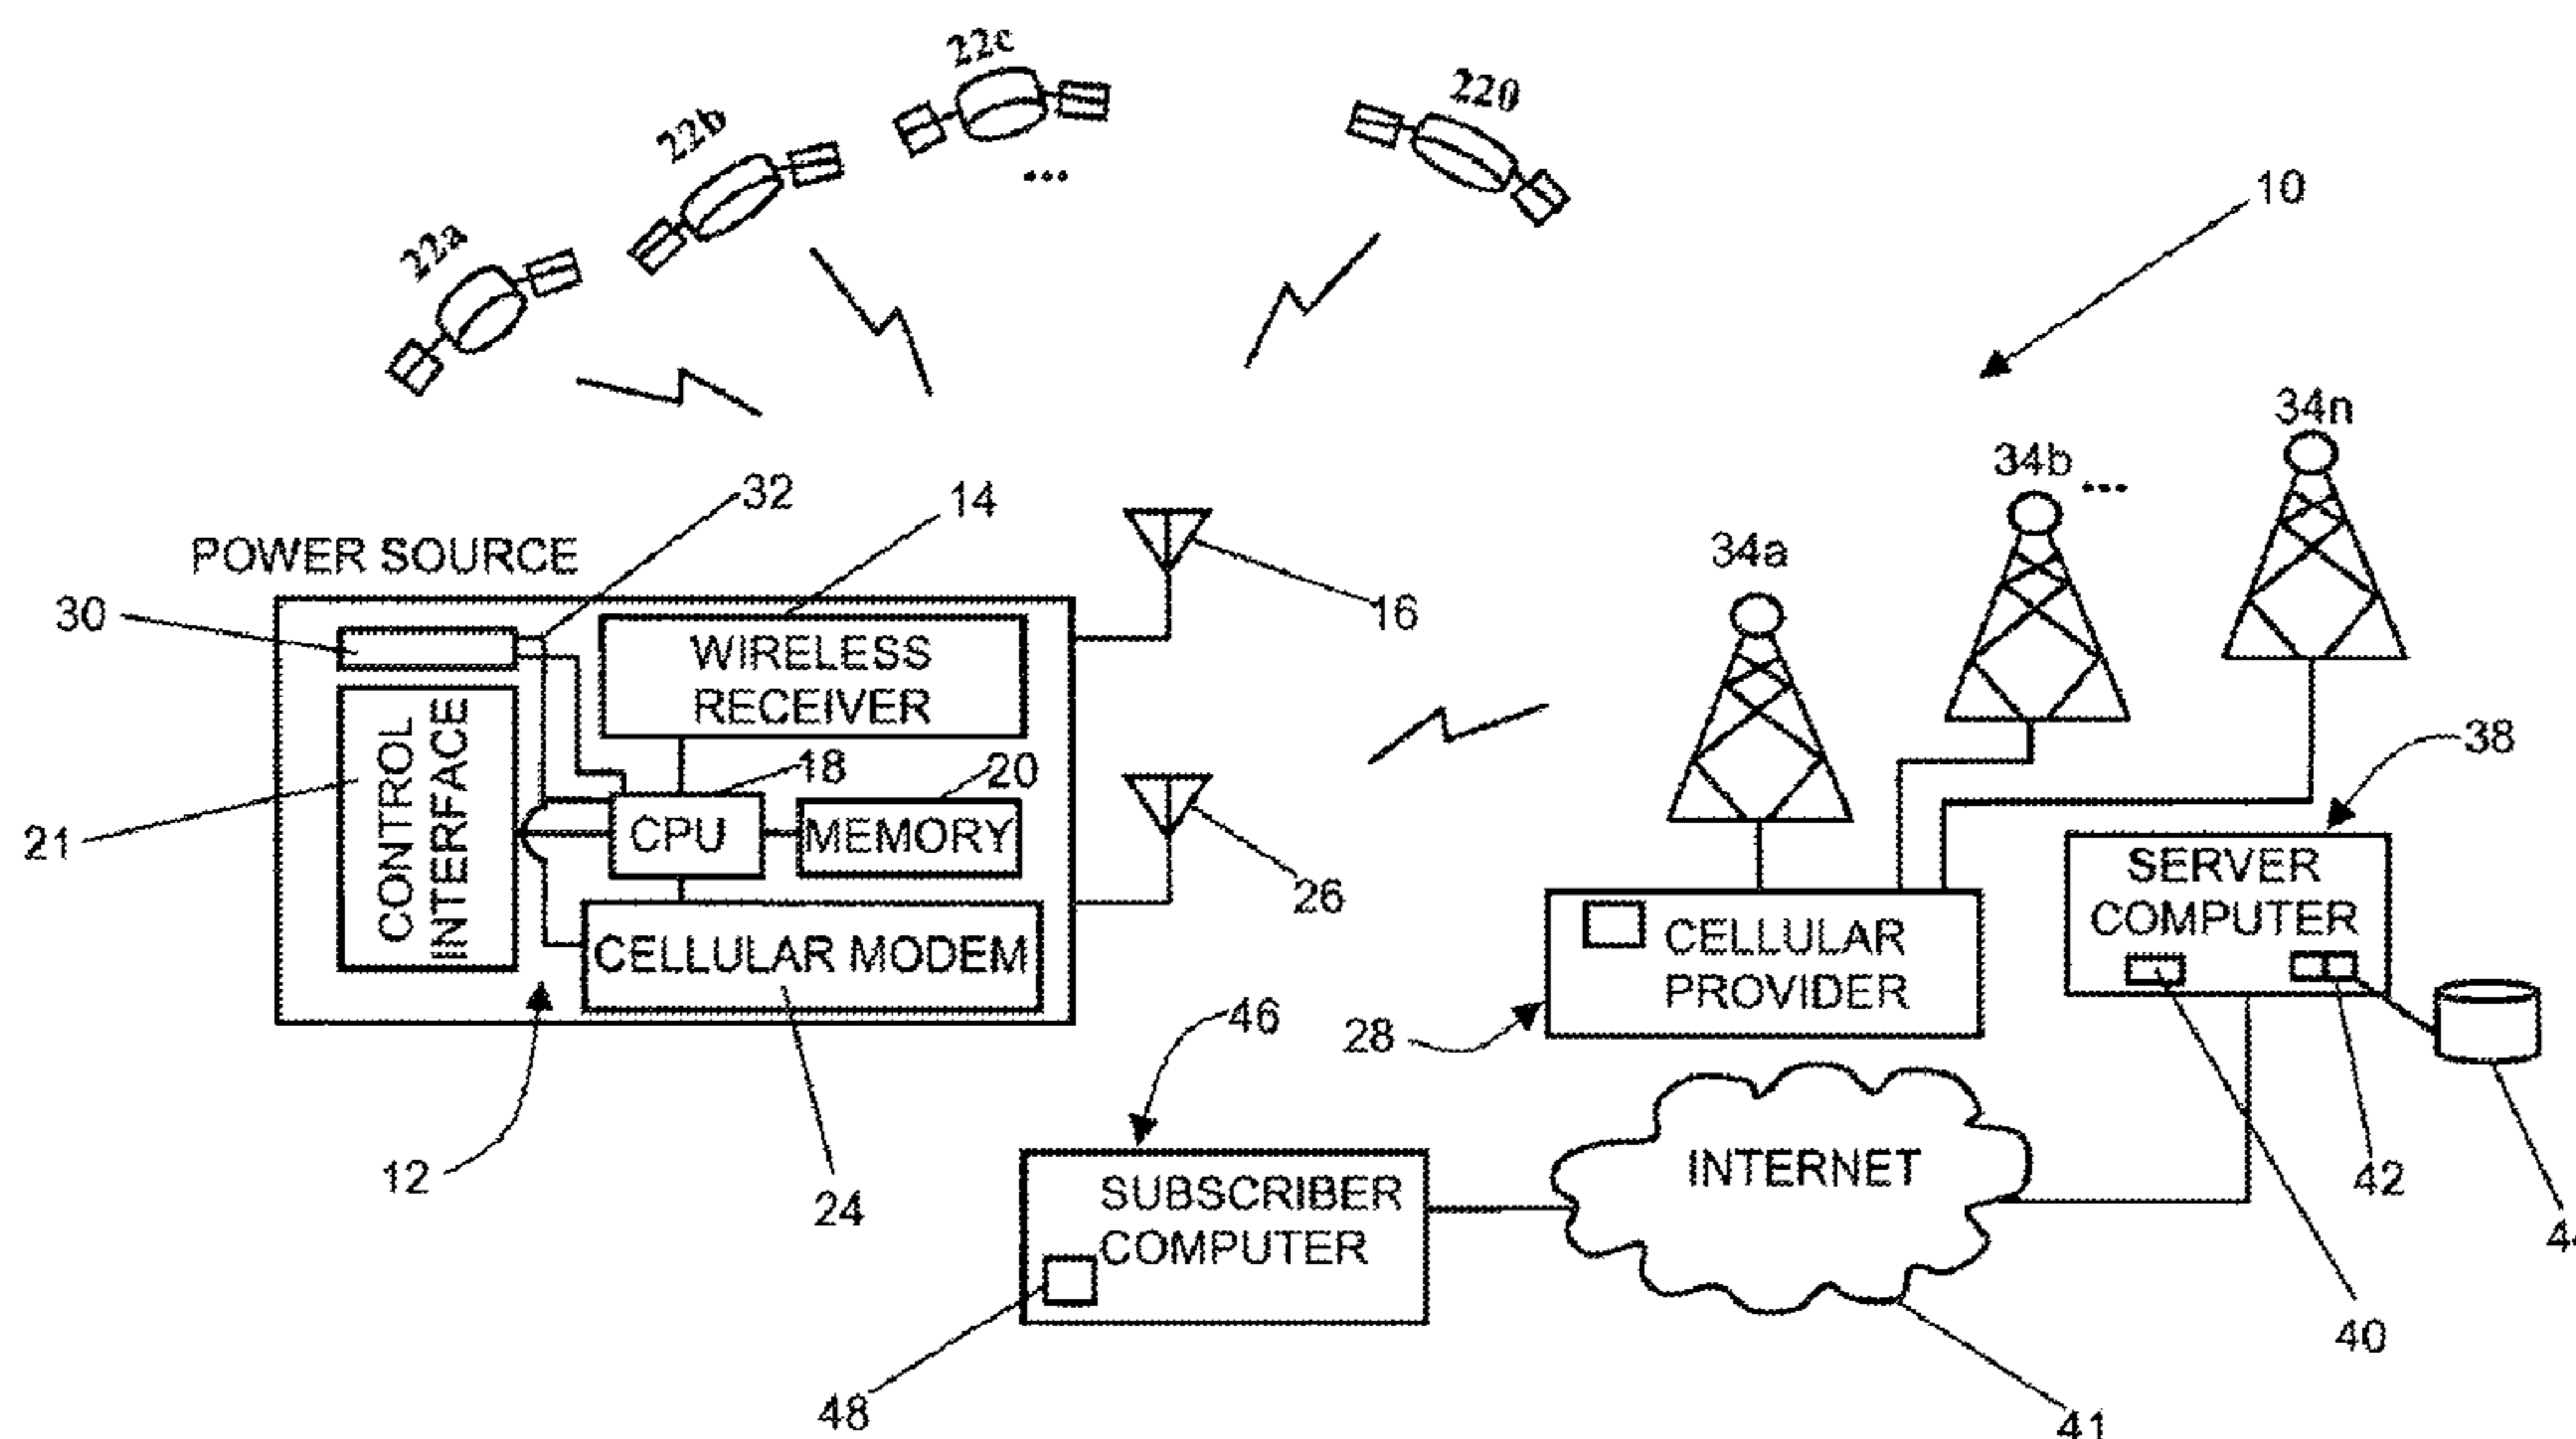 22c
220
22b
22a
10
34n
34b
...
...
34a
32
14
POWER SOURCE
16
30
WIRELESS
RECEIVER
38
18
20
CONTROL
INTERFACE
21
CPU
MEMORY
26
SERVER
COMPUTER
CELLULAR
PROVIDER
CELLULAR MODEM
46
28
12
24
SUBSCRIBER
COMPUTER
INTERNET
42
40
48
41